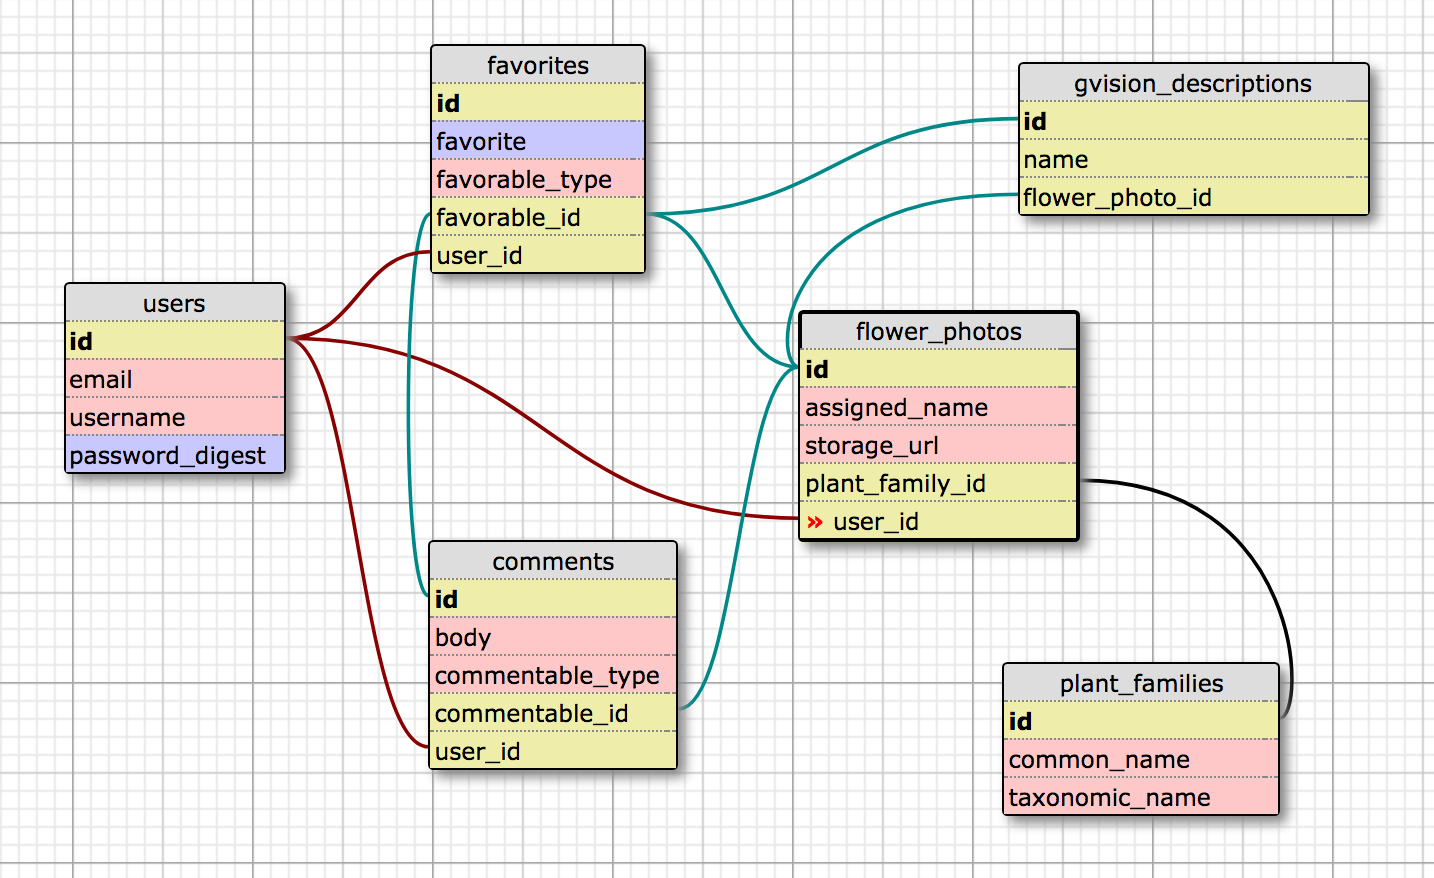 favorites
id
favorite
favorable_type
favorable_id
user_id
gvision_descriptions
id
name
flower_photo_id
users
id
email
username
password_digest
flower_photos
id
assigned_name
storage_url
plant_family_id
» user_id
comments
id
body
commentable_type
commentable_id
user_id
plant_families
id
common_name
taxonomic_name